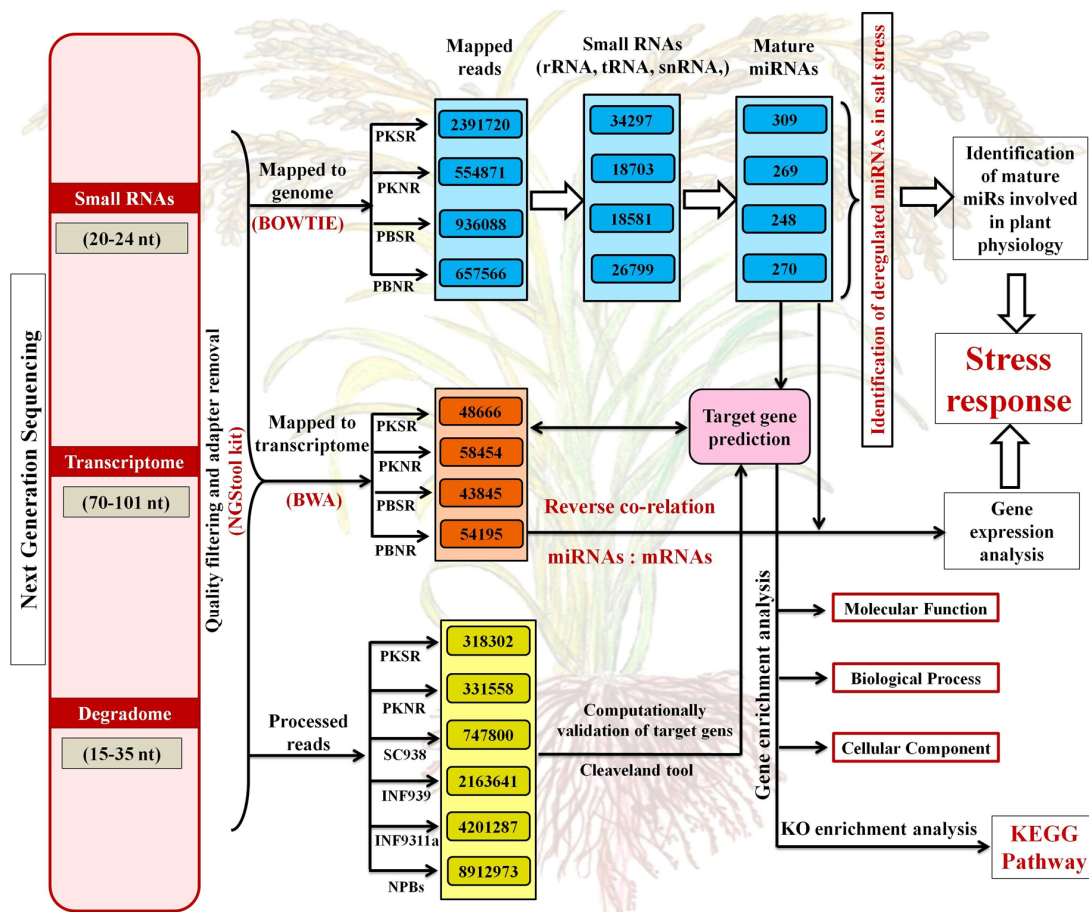 Next Generation Sequencing
Small RNAs
(20-24 nt)
Transcriptome
(70-101 nt)
Degradome
(15-35 nt)
Quality filtering and adapter removal
(NGStool kit)
Mapped to
genome
(BOWTIE)
PKSR
PKNR
PBSR
PBNR
Mapped
reads
2391720
554871
936088
657566
Small RNAs
(rRNA, tRNA, snRNA,)
34297
18703
18581
26799
Mature
miRNAs
309
269
248
270
Identification of deregulated miRNAs in salt stress
Identification
of mature
miRs involved
in plant
physiology
Stress
response
Mapped to
transcriptome
(BWA)
PKSR
PKNR
PBSR
PBNR
48666
58454
43845
54195
Target gene
prediction
Reverse co-relation
miRNAs : mRNAs
Gene
expression
analysis
Processed
reads
PKSR
PKNR
SC938
INF939
INF9311a
NPBs
318302
331558
747800
2163641
4201287
8912973
Computationally
validation of target gens
Cleaveland tool
Gene enrichment analysis
Molecular Function
Biological Process
Cellular Component
KO enrichment analysis
KEGG
Pathway